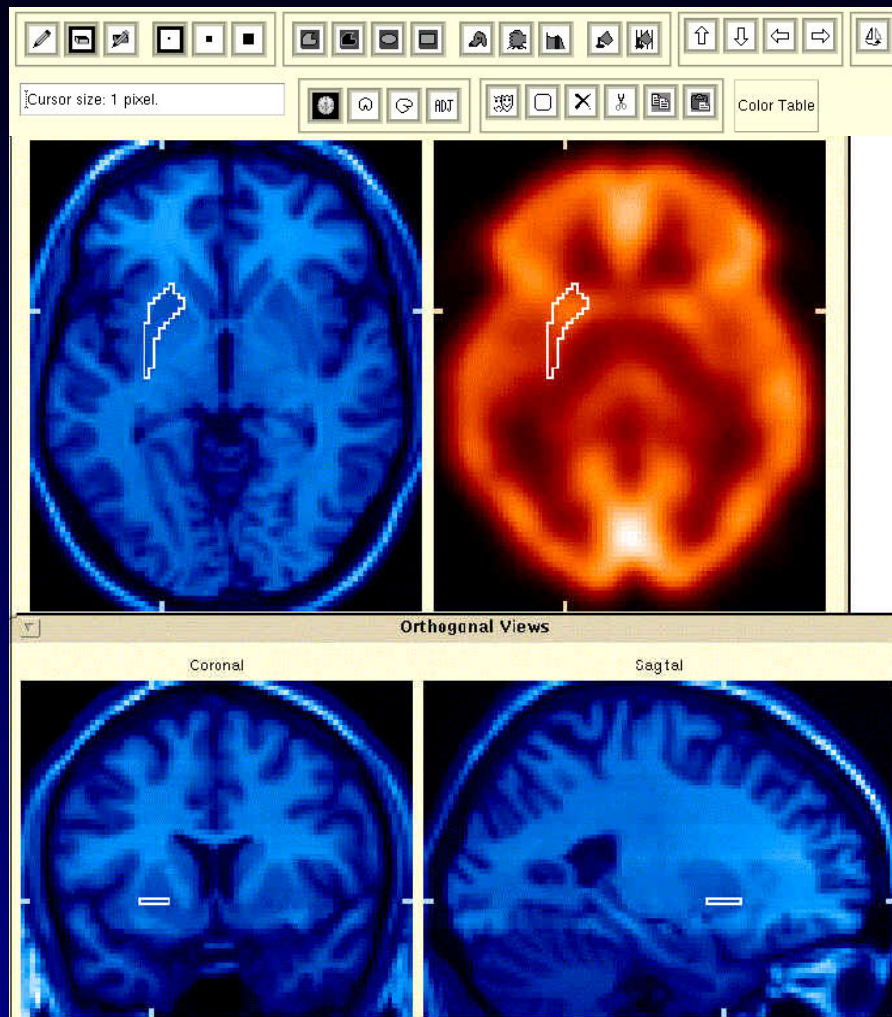 Cursor size: 1 pixel.
ADJ
Color Table
Orthogonal Views
Coronal
Sagtal